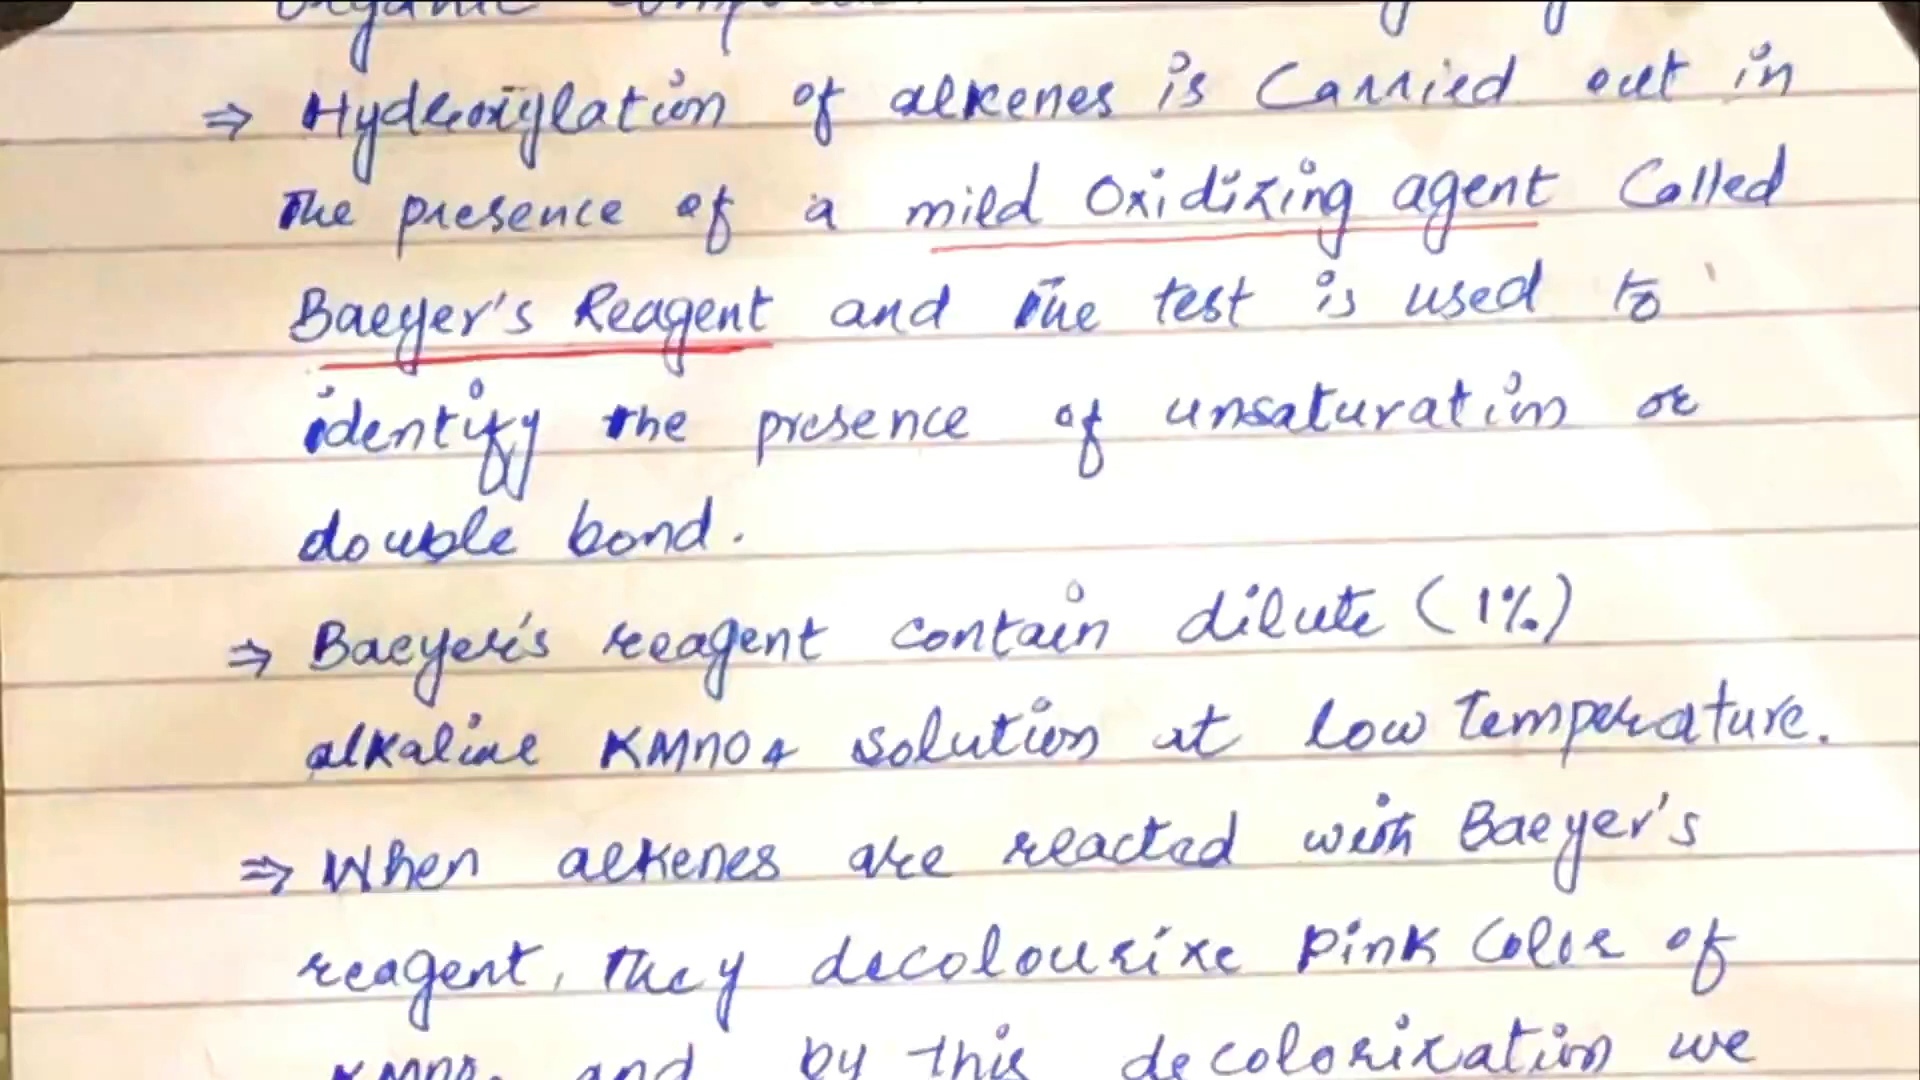 organic
⇒ Hydroxylation of alkenes is Carried out in
the presence of a mild Oxidizing agent Called
Baeyer's Reagent and the test is used to
identify the presence of unsaturation or
double bond.
⇒ Baeyer's reagent contain dilute (1%)
alkaline KMnO4 solution at low Temperature.
⇒ When alkenes are reacted with Baeyer's
reagent, they decolourize Pink Color of
KMnO4 and by this decolorization we